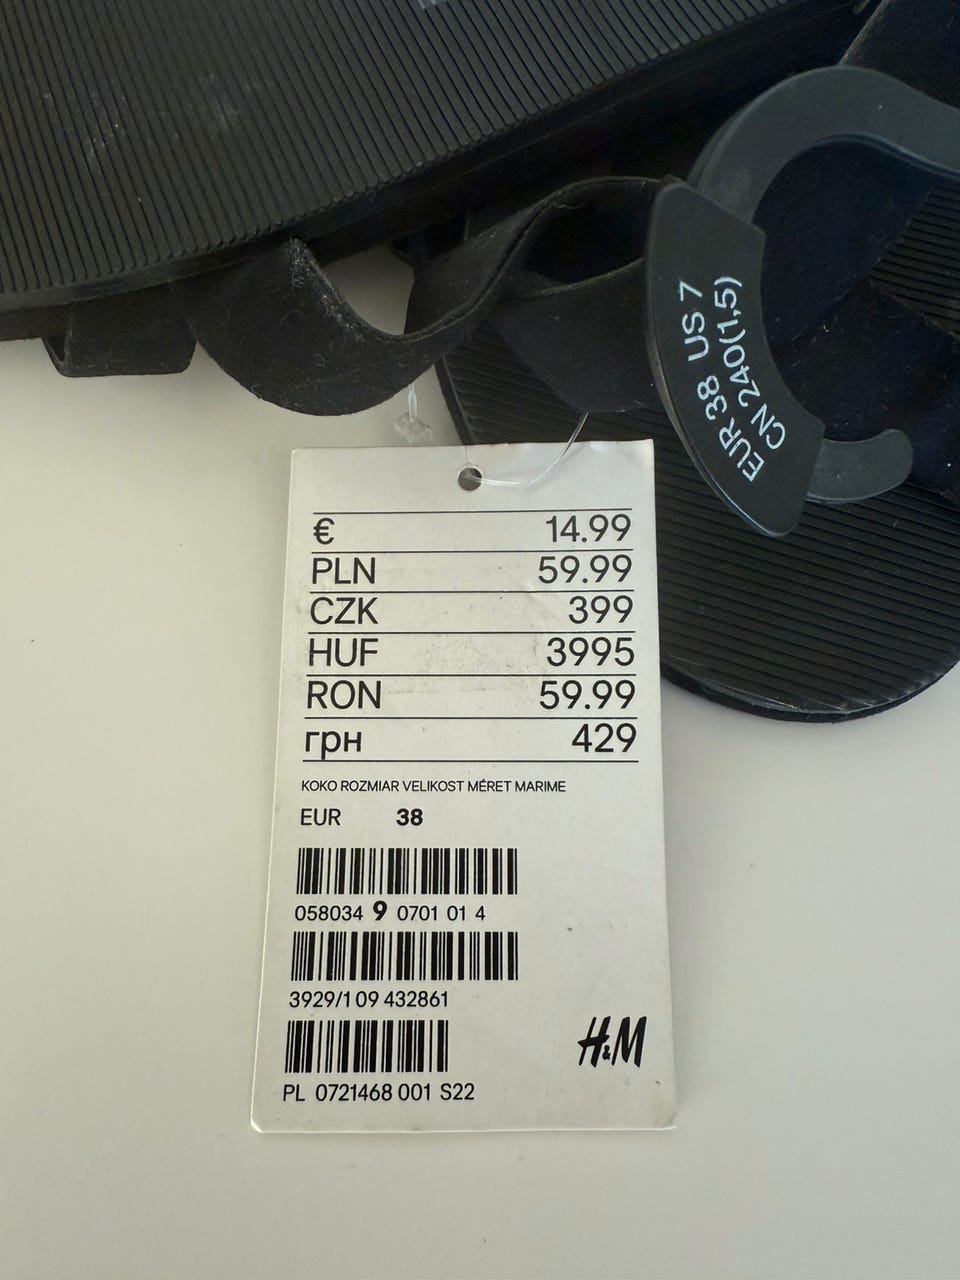 EUR 38 US 7
CN 240(1,5)
€ 14.99
PLN 59.99
CZK 399
HUF 3995
RON 59.99
грн 429
KOKO ROZMIAR VELIKOST MÉRET MARIME
EUR 38
058034 9 0701 01 4
3929/1 09 432861
H&M
PL 0721468 001 S22